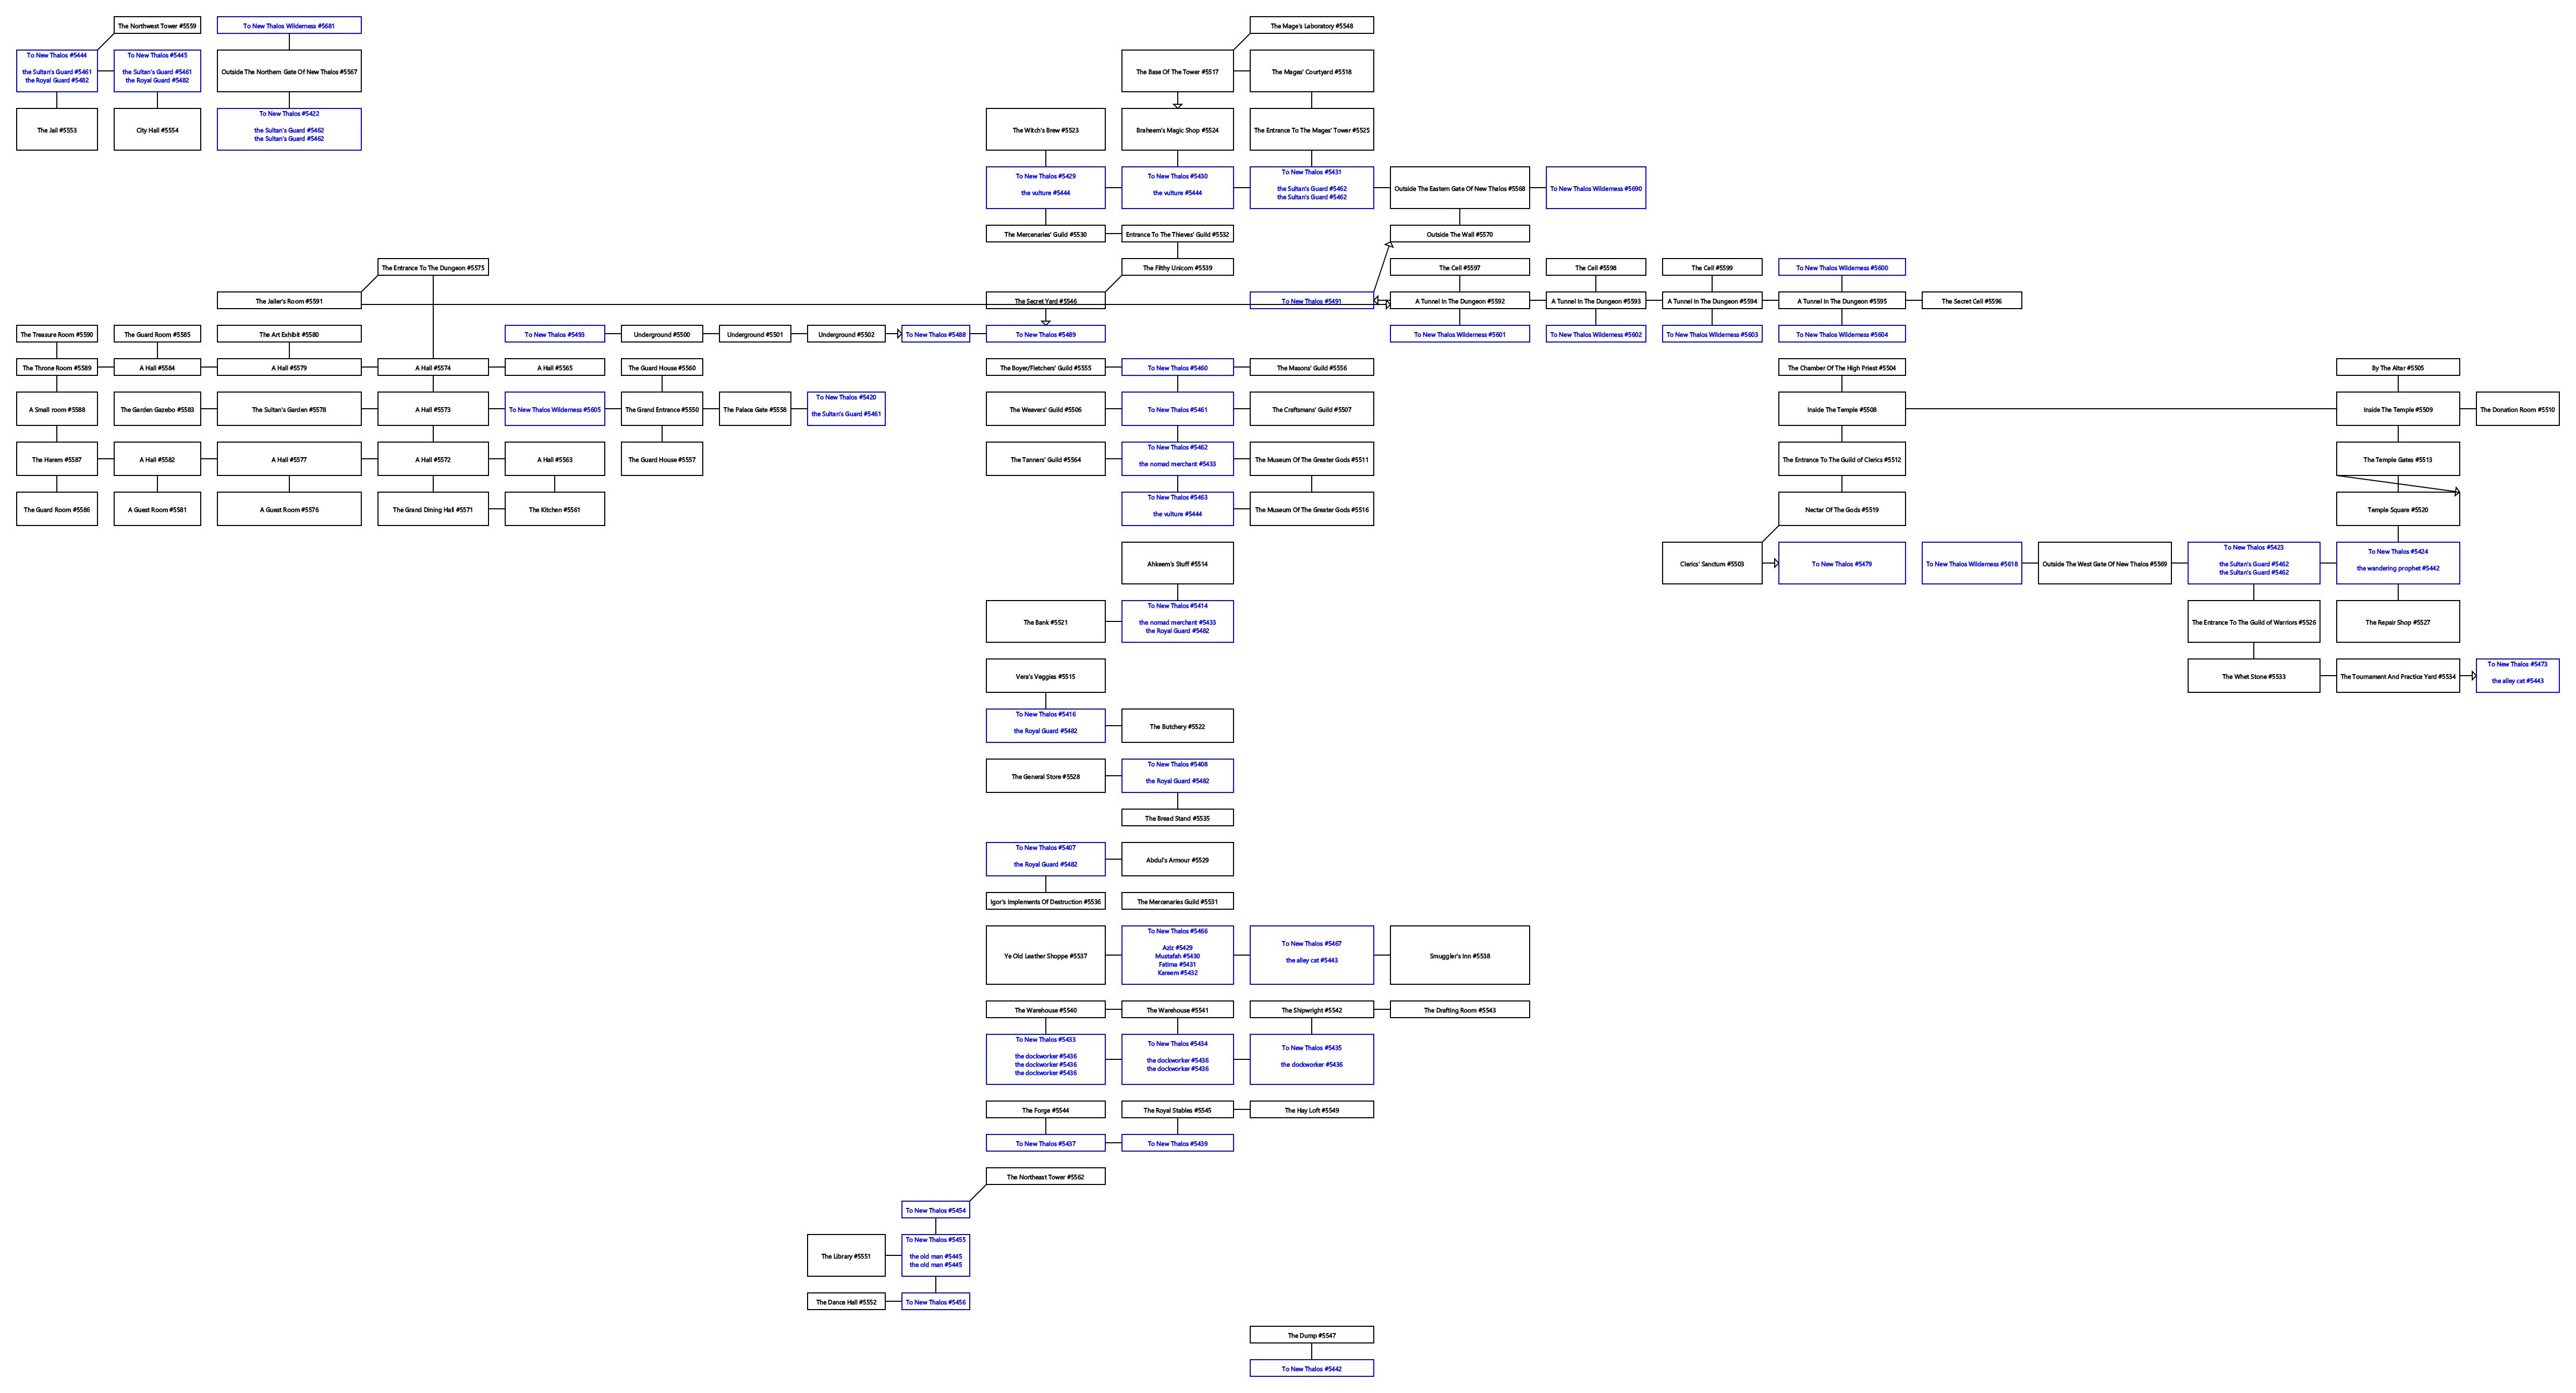 The Northwest Tower #5559
To New Thalos Wilderness #5681
The Mage's Laboratory #5548
To New Thalos #5444
the Sultan's Guard #5461
the Royal Guard #5482
To New Thalos #5445
the Sultan's Guard #5461
the Royal Guard #5482
Outside The Northern Gate Of New Thalos #5567
The Base Of The Tower #5517
The Mages' Courtyard #5518
The Jail #5553
City Hall #5554
To New Thalos #5422
the Sultan's Guard #5462
the Sultan's Guard #5462
The Witch's Brew #5523
Braheem's Magic Shop #5524
The Entrance To The Mages' Tower #5525
To New Thalos #5429
the vulture #5444
To New Thalos #5430
the vulture #5444
To New Thalos #5431
the Sultan's Guard #5462
the Sultan's Guard #5462
Outside The Eastern Gate Of New Thalos #5568
To New Thalos Wilderness #5690
The Mercenaries' Guild #5530
Entrance To The Thieves' Guild #5532
Outside The Wall #5570
The Entrance To The Dungeon #5575
The Filthy Unicorn #5539
The Cell #5597
The Cell #5598
The Cell #5599
To New Thalos Wilderness #5600
The Jailer's Room #5591
The Secret Yard #5546
To New Thalos #5491
A Tunnel In The Dungeon #5592
A Tunnel In The Dungeon #5593
A Tunnel In The Dungeon #5594
A Tunnel In The Dungeon #5595
The Secret Cell #5596
The Treasure Room #5590
The Guard Room #5585
The Art Exhibit #5580
To New Thalos #5493
Underground #5500
Underground #5501
Underground #5502
To New Thalos #5488
To New Thalos #5489
To New Thalos Wilderness #5601
To New Thalos Wilderness #5602
To New Thalos Wilderness #5603
To New Thalos Wilderness #5604
The Throne Room #5589
A Hall #5584
A Hall #5579
A Hall #5574
A Hall #5565
The Guard House #5560
The Boyer/Fletchers' Guild #5555
To New Thalos #5460
The Masons' Guild #5556
The Chamber Of The High Priest #5504
By The Altar #5505
A Small room #5588
The Garden Gazebo #5583
The Sultan's Garden #5578
A Hall #5573
To New Thalos Wilderness #5605
The Grand Entrance #5550
The Palace Gate #5558
To New Thalos #5420
the Sultan's Guard #5461
The Weavers' Guild #5506
To New Thalos #5461
The Craftsmans' Guild #5507
Inside The Temple #5508
Inside The Temple #5509
The Donation Room #5510
The Harem #5587
A Hall #5582
A Hall #5577
A Hall #5572
A Hall #5563
The Guard House #5557
The Tanners' Guild #5564
To New Thalos #5462
the nomad merchant #5433
The Museum Of The Greater Gods #5511
The Entrance To The Guild of Clerics #5512
The Temple Gates #5513
The Guard Room #5586
A Guest Room #5581
A Guest Room #5576
The Grand Dining Hall #5571
The Kitchen #5561
To New Thalos #5463
the vulture #5444
The Museum Of The Greater Gods #5516
Nectar Of The Gods #5519
Temple Square #5520
Ahkeem's Stuff #5514
Clerics' Sanctum #5503
To New Thalos #5479
To New Thalos Wilderness #5618
Outside The West Gate Of New Thalos #5569
To New Thalos #5423
the Sultan's Guard #5462
the Sultan's Guard #5462
To New Thalos #5424
the wandering prophet #5442
The Bank #5521
To New Thalos #5414
the nomad merchant #5433
the Royal Guard #5482
The Entrance To The Guild of Warriors #5526
The Repair Shop #5527
Vera's Veggies #5515
The Whet Stone #5533
The Tournament And Practice Yard #5534
To New Thalos #5473
the alley cat #5443
To New Thalos #5416
the Royal Guard #5482
The Butchery #5522
The General Store #5528
To New Thalos #5408
the Royal Guard #5482
The Bread Stand #5535
To New Thalos #5407
the Royal Guard #5482
Abdul's Armour #5529
Igor's Implements Of Destruction #5536
The Mercenaries Guild #5531
Ye Old Leather Shoppe #5537
To New Thalos #5466
Aziz #5429
Mustafah #5430
Fatima #5431
Kareem #5432
To New Thalos #5467
the alley cat #5443
Smuggler's Inn #5538
The Warehouse #5540
The Warehouse #5541
The Shipwright #5542
The Drafting Room #5543
To New Thalos #5433
the dockworker #5436
the dockworker #5436
the dockworker #5436
To New Thalos #5434
the dockworker #5436
the dockworker #5436
To New Thalos #5435
the dockworker #5436
The Forge #5544
The Royal Stables #5545
The Hay Loft #5549
To New Thalos #5437
To New Thalos #5439
The Northeast Tower #5562
To New Thalos #5454
The Library #5551
To New Thalos #5455
the old man #5445
the old man #5445
The Dance Hall #5552
To New Thalos #5456
The Dump #5547
To New Thalos #5442